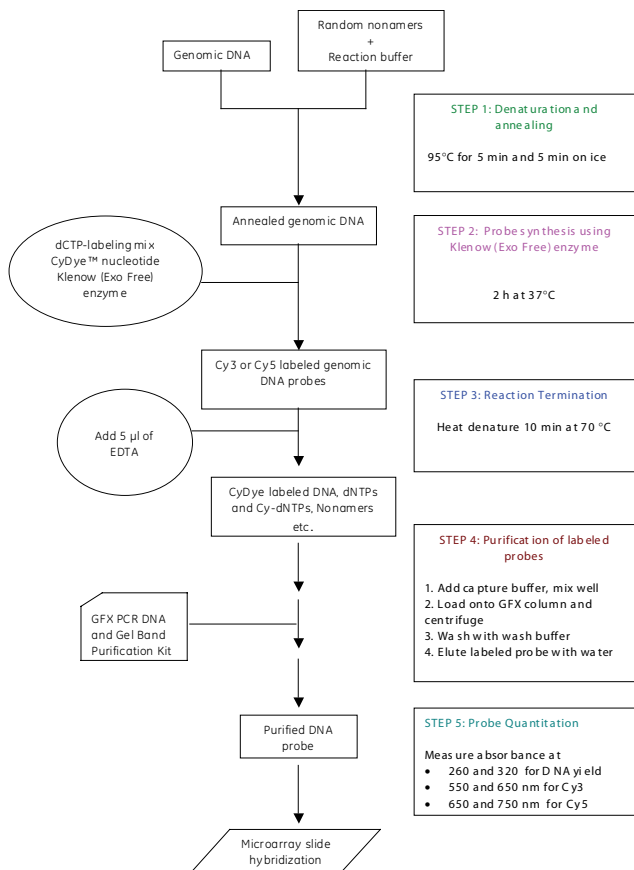 Random nonamers
+
Reaction buffer
Genomic DNA
STEP 1: Denaturation and
annealing
95°C for 5 min and 5 min on ice
Annealed genomic DNA
dCTP-labeling mix
CyDye™ nucleotide
Klenow (Exo Free)
enzyme
STEP 2: Probe synthesis using
Klenow (Exo Free) enzyme
2 h at 37°C
Cy3 or Cy5 labeled genomic
DNA probes
STEP 3: Reaction Termination
Heat denature 10 min at 70 °C
Add 5 µl of
EDTA
CyDye labeled DNA, dNTPs
and Cy-dNTPs, Nonamers
etc.
STEP 4: Purification of labeled
probes
1. Add capture buffer, mix well
2. Load onto GFX column and
centrifuge
3. Wash with wash buffer
4. Elute labeled probe with water
GFX PCR DNA
and Gel Band
Purification Kit
Purified DNA
probe
STEP 5: Probe Quantitation
Measure absorbance at
• 260 and 320 for DNA yield
• 550 and 650 nm for Cy3
• 650 and 750 nm for Cy5
Microarray slide
hybridization